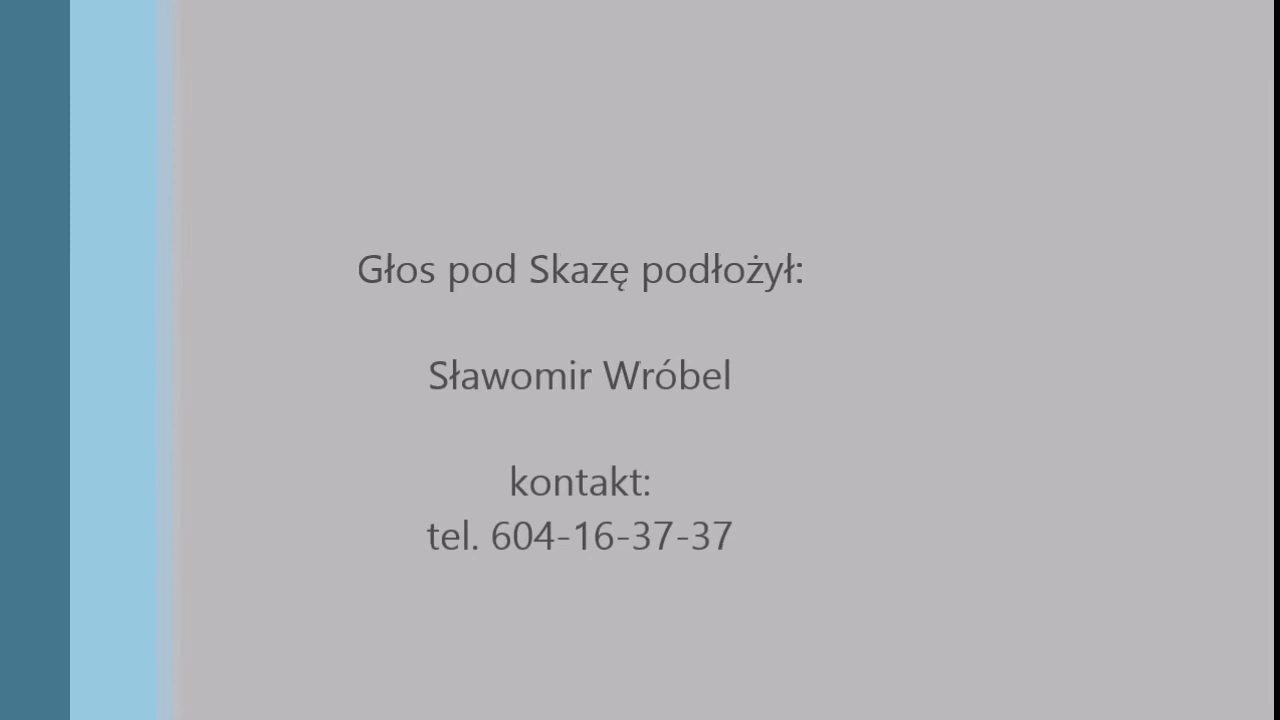 Głos pod Skazę podłożył:
Sławomir Wróbel
kontakt:
tel. 604-16-37-37